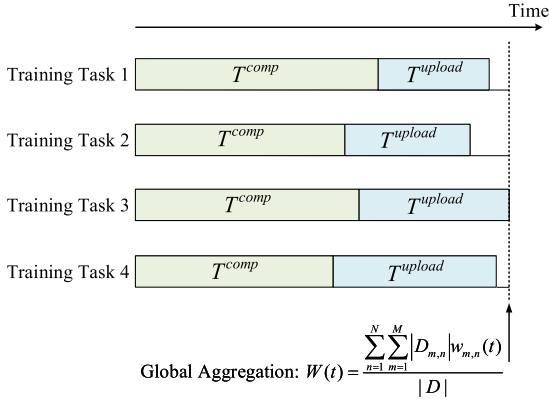 Time
Training Task 1 T^comp T^upload
Training Task 2 T^comp T^upload
Training Task 3 T^comp T^upload
Training Task 4 T^comp T^upload
Global Aggregation: W(t) = \frac{\sum_{n=1}^{N} \sum_{m=1}^{M} |D_{m,n}| w_{m,n}(t)}{|D|}